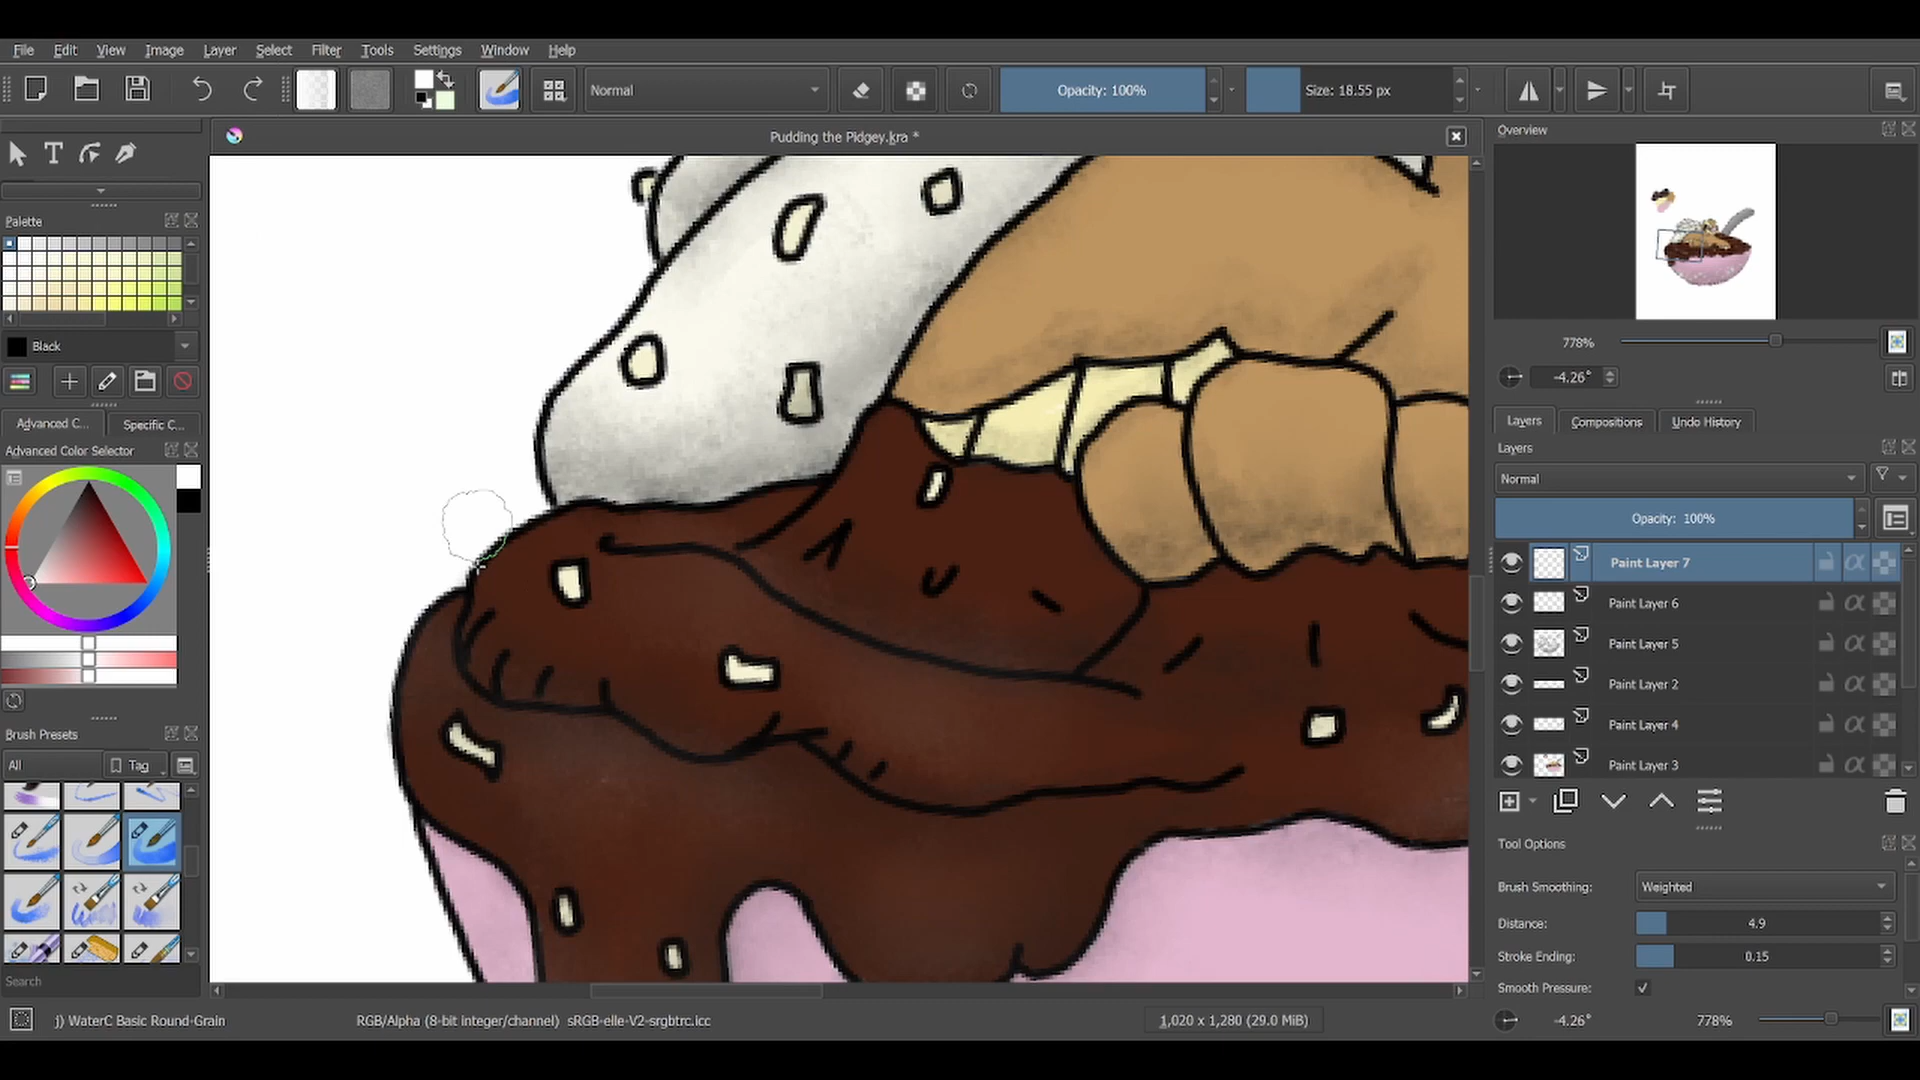 File Edit View Image Layer Select Filter Tools Settings Window Help
Normal Opacity: 100% Size: 18.55 px
Pudding the Pidgey.kra *
Overview
Palette
778%
Black
-4.26°
Advanced C... Specific C...
Layers Compositions Undo History
Advanced Color Selector
Layers
Normal
Opacity: 100%
Paint Layer 7
Paint Layer 6
Paint Layer 5
Paint Layer 2
Paint Layer 4
Paint Layer 3
Brush Presets
All Tag
Tool Options
Brush Smoothing: Weighted
Distance: 4.9
Stroke Ending: 0.15
Search
Smooth Pressure:
j) WaterC Basic Round-Grain RGB/Alpha (8-bit integer/channel) sRGB-elle-V2-srgbtrc.icc 1,020 x 1,280 (29.0 MiB) -4.26° 778%